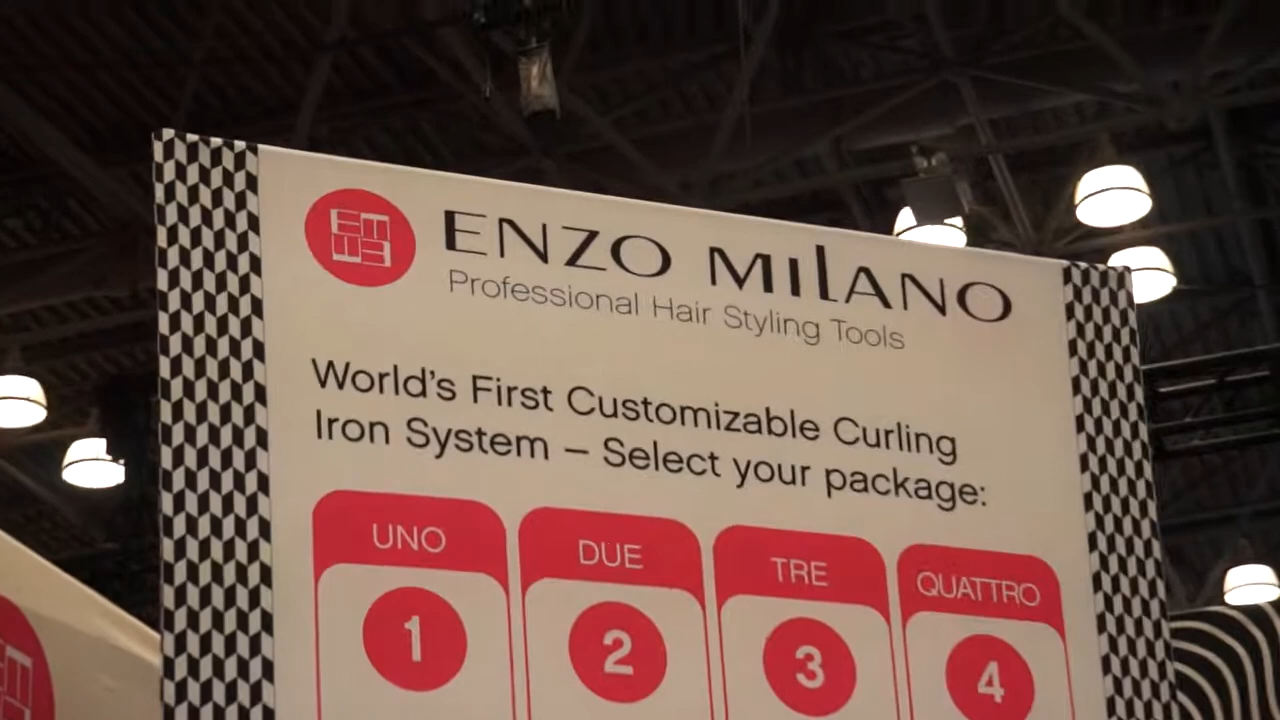 ENZO MILANO
Professional Hair Styling Tools
World's First Customizable Curling
Iron System – Select your package:
UNO DUE TRE QUATTRO
1 2 3 4